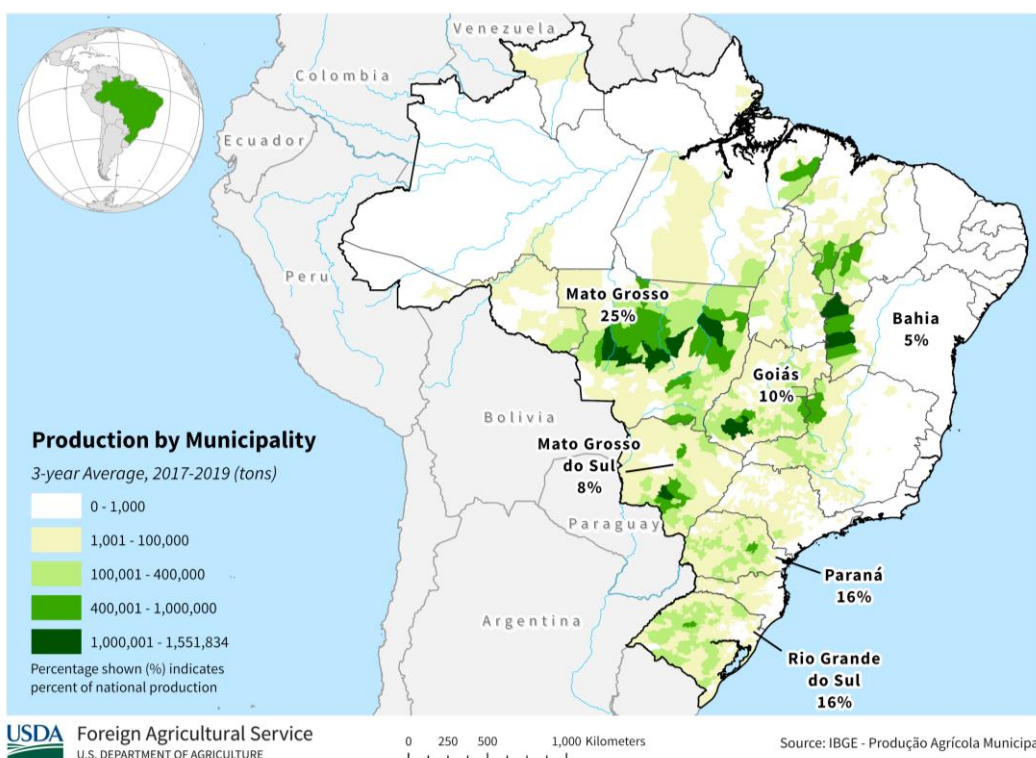 Venezuela
Colombia
Ecuador
Peru
Mato Grosso
25%
Bahia
5%
Goiás
10%
Bolivia
Mato Grosso
do Sul
8%
Paraguay
Paraná
16%
Argentina
Rio Grande
do Sul
16%
Production by Municipality
3-year Average, 2017-2019 (tons)
0 - 1,000
1,001 - 100,000
100,001 - 400,000
400,001 - 1,000,000
1,000,001 - 1,551,834
Percentage shown (%) indicates
percent of national production
USDA
Foreign Agricultural Service
U.S. DEPARTMENT OF AGRICULTURE
0 250 500 1,000 Kilometers
Source: IBGE - Produção Agrícola Municipa